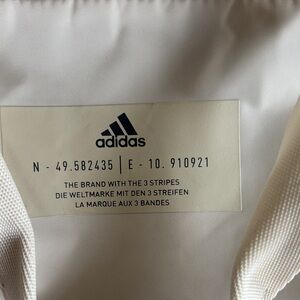 adidas
N - 49.582435 | E - 10. 910921
THE BRAND WITH THE 3 STRIPES
DIE WELTMARKE MIT DEN 3 STREIFEN
LA MARQUE AUX 3 BANDES